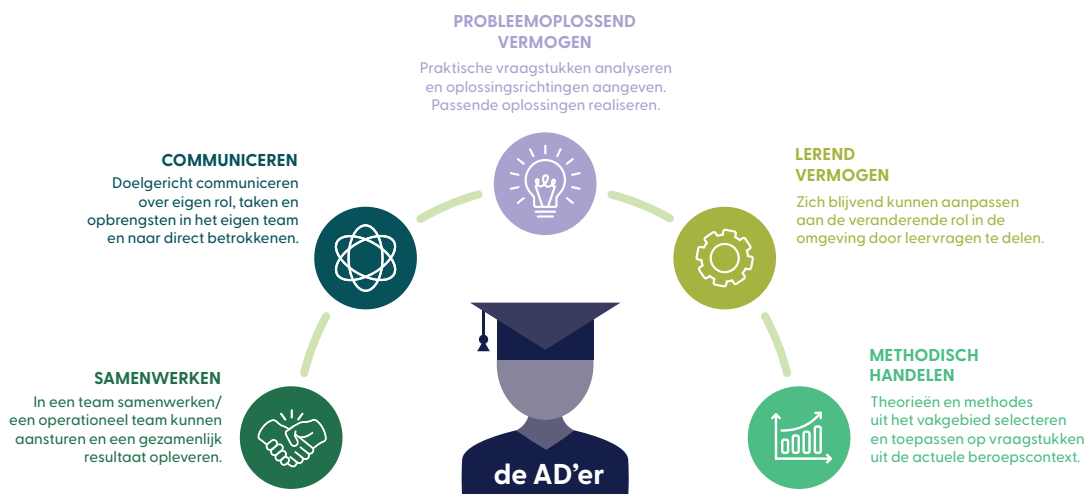 PROBLEEMOPLOSSEND
VERMOGEN
Praktische vraagstukken analyseren
en oplossingsrichtingen aangeven.
Passende oplossingen realiseren.
COMMUNICEREN
Doelgericht communiceren
over eigen rol, taken en
opbrengsten in het eigen team
en naar direct betrokkenen.
LEREND
VERMOGEN
Zich blijvend kunnen aanpassen
aan de veranderende rol in de
omgeving door leervragen te delen.
SAMENWERKEN
In een team samenwerken/
een operationeel team kunnen
aansturen en een gezamenlijk
resultaat opleveren.
METHODISCH
HANDELEN
Theorieën en methodes
uit het vakgebied selecteren
en toepassen op vraagstukken
uit de actuele beroepscontext.
de AD’er